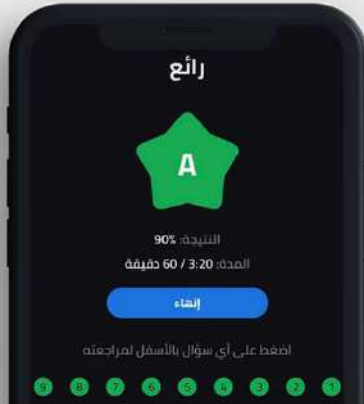 رائع
A
النتيجة: 90%
المدة: 3:20 / 60 دقيقة
إنهاء
اضغط على أي سؤال بالأسفل لمراجعته
1 2 3 4 5 6 7 8 9